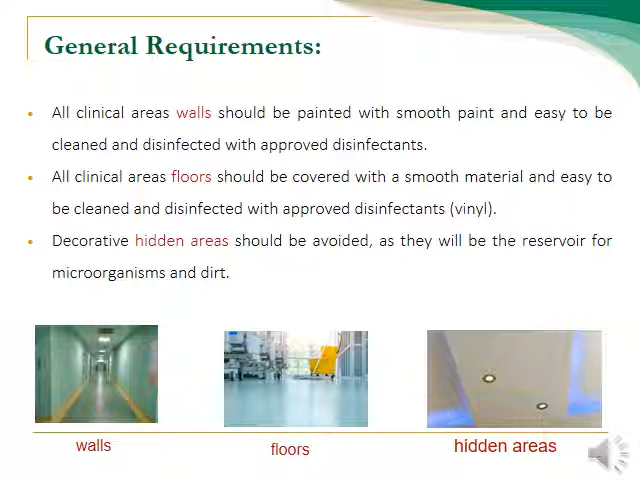 General Requirements:
• All clinical areas walls should be painted with smooth paint and easy to be
cleaned and disinfected with approved disinfectants.
• All clinical areas floors should be covered with a smooth material and easy to
be cleaned and disinfected with approved disinfectants (vinyl).
• Decorative hidden areas should be avoided, as they will be the reservoir for
microorganisms and dirt.
walls
floors
hidden areas